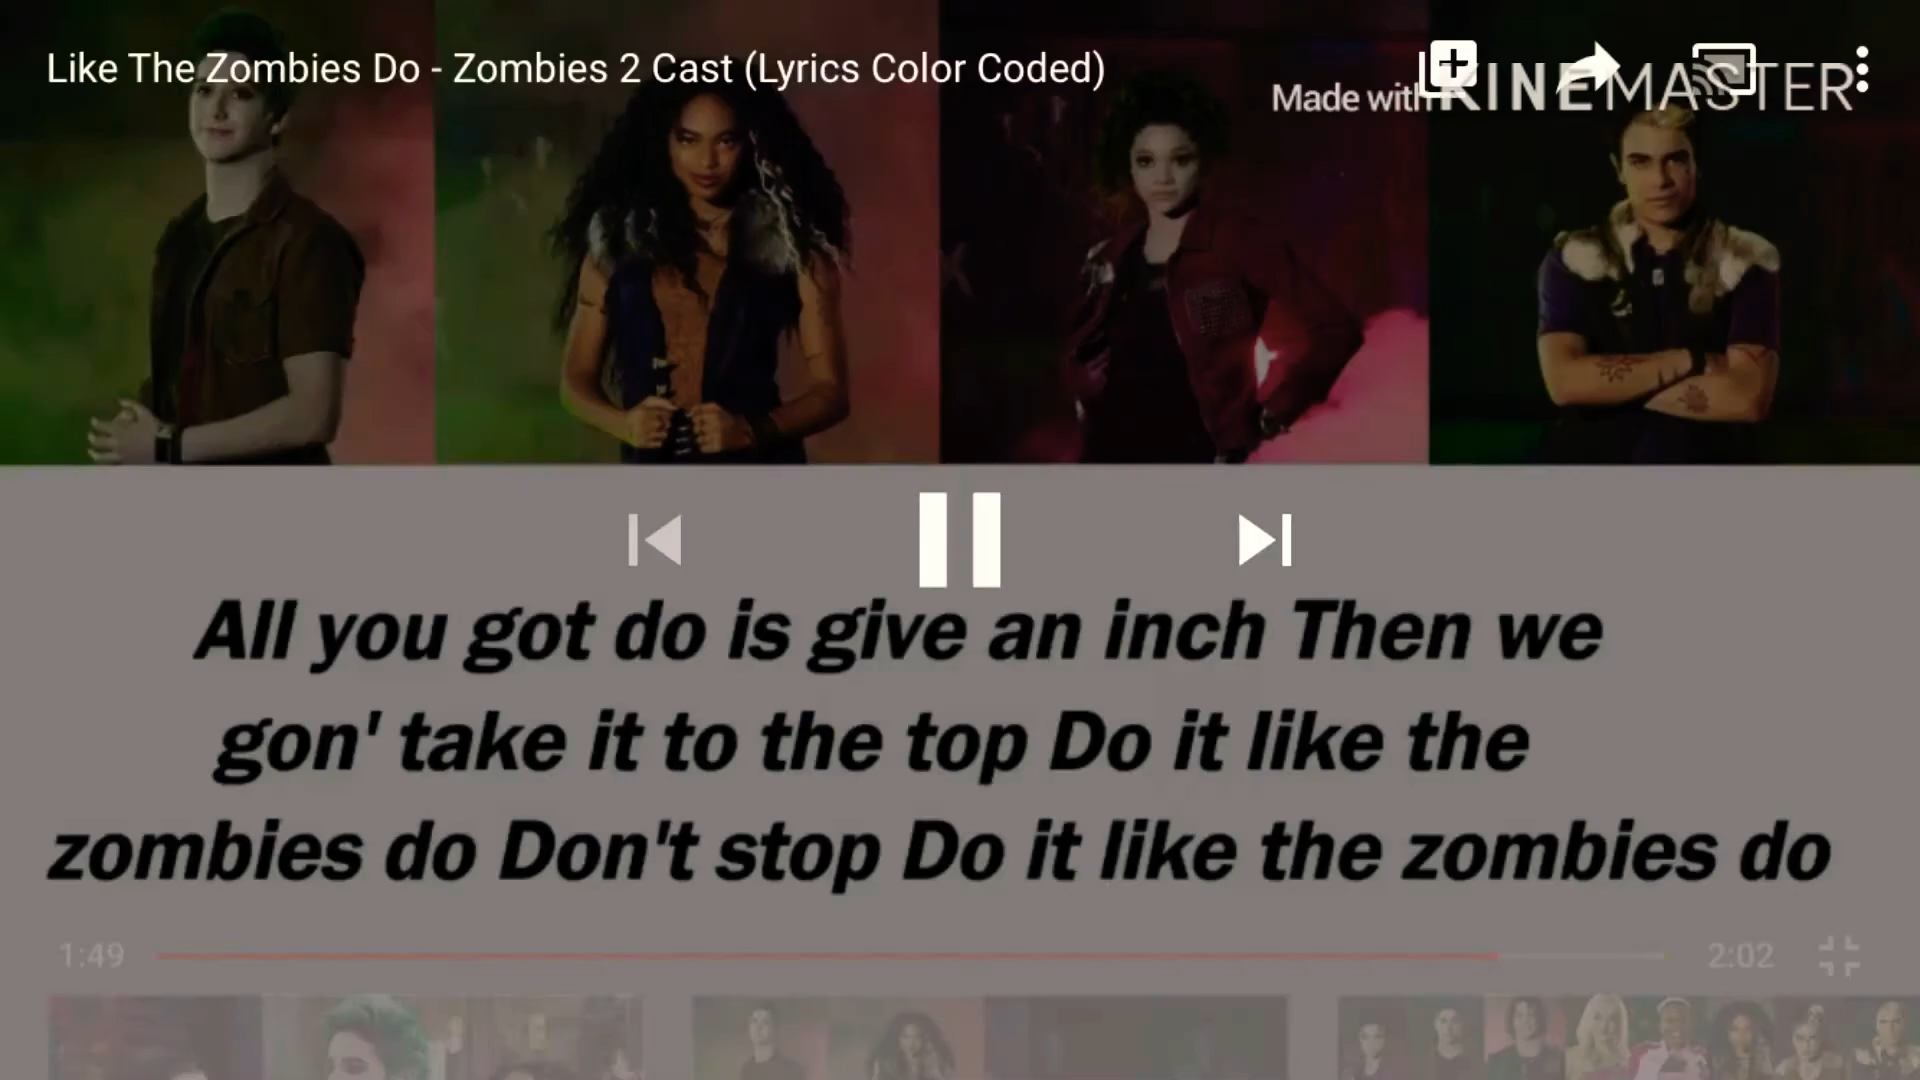 Like The Zombies Do - Zombies 2 Cast (Lyrics Color Coded)
Made with KINEMASTER
All you got do is give an inch Then we
gon' take it to the top Do it like the
zombies do Don't stop Do it like the zombies do
1:49
2:02